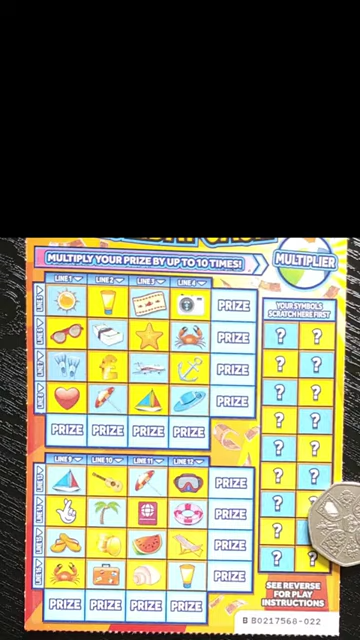 MULTIPLY YOUR PRIZE BY UP TO 10 TIMES!
MULTIPLIER
LINE 1 LINE 2 LINE 3 LINE 4
PRIZE
PRIZE
PRIZE
PRIZE
PRIZE PRIZE PRIZE PRIZE
YOUR SYMBOLS
SCRATCH HERE FIRST
? ?
? ?
? ?
? ?
? ?
? ?
? ?
?
? ?
LINE 9 LINE 10 LINE 11 LINE 12
PRIZE
PRIZE
PRIZE
PRIZE
PRIZE PRIZE PRIZE PRIZE
SEE REVERSE
FOR PLAY
INSTRUCTIONS
B B0217568-022